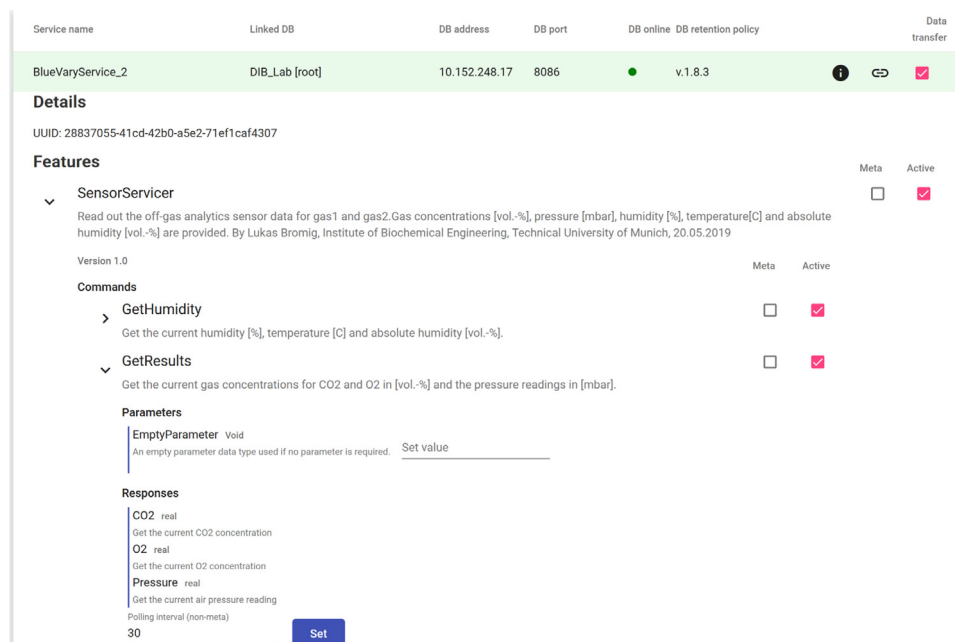 Service name Linked DB DB address DB port DB online DB retention policy Data transfer
BlueVaryService_2 DIB_Lab [root] 10.152.248.17 8086 v.1.8.3
Details
UUID: 28837055-41cd-42b0-a5e2-71ef1caf4307
Features
Meta Active
SensorServicer
Read out the off-gas analytics sensor data for gas1 and gas2.Gas concentrations [vol.-%], pressure [mbar], humidity [%], temperature[C] and absolute
humidity [vol.-%] are provided. By Lukas Bromig, Institute of Biochemical Engineering, Technical University of Munich, 20.05.2019
Version 1.0
Meta Active
Commands
GetHumidity
Get the current humidity [%], temperature [C] and absolute humidity [vol.-%].
GetResults
Get the current gas concentrations for CO2 and O2 in [vol.-%] and the pressure readings in [mbar].
Parameters
EmptyParameter Void
An empty parameter data type used if no parameter is required. Set value
Responses
CO2 real
Get the current CO2 concentration
O2 real
Get the current O2 concentration
Pressure real
Get the current air pressure reading
Polling interval (non-meta)
30 Set